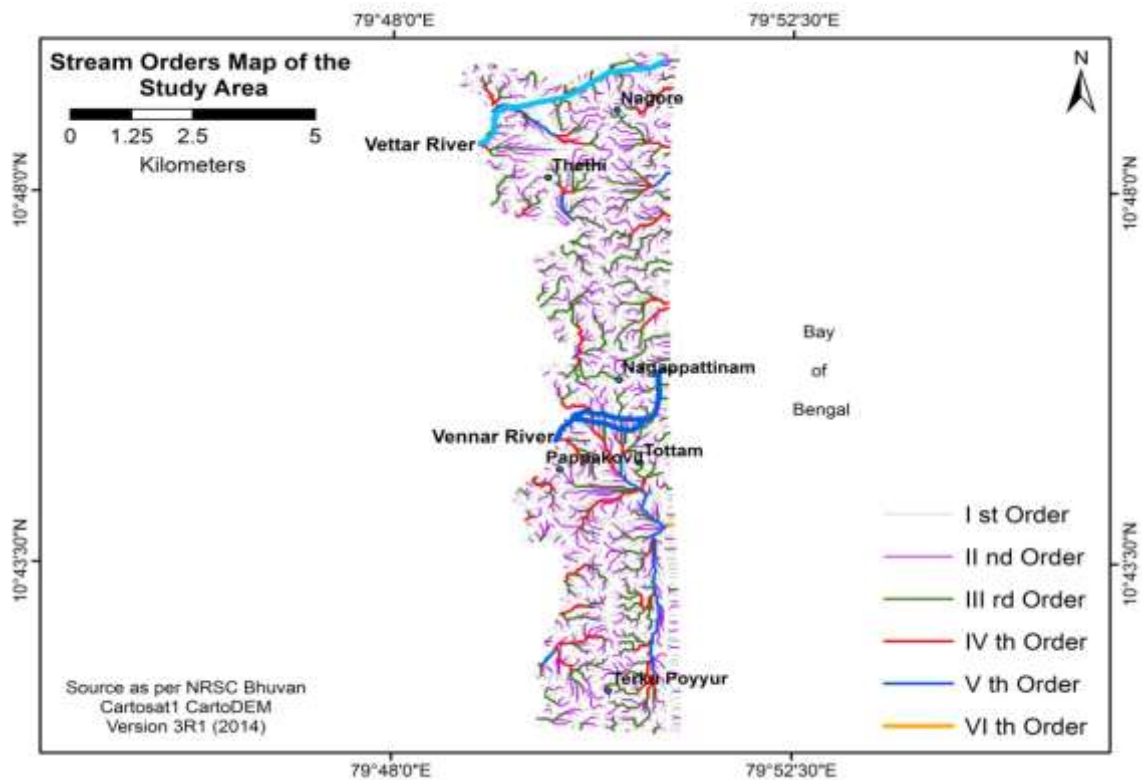 79°48'0"E
79°52'30"E
Stream Orders Map of the
Study Area
0 1.25 2.5 5
Kilometers
N
Nagore
Vettar River
Thethi
10°48'0"N
10°48'0"N
Bay
of
Bengal
Nagappattinam
Vennar River
Tottam
Pappakovil
10°43'30"N
10°43'30"N
I st Order
II nd Order
III rd Order
IV th Order
V th Order
VI th Order
Terku Poyyur
Source as per NRSC Bhuvan
Cartosat1 CartoDEM
Version 3R1 (2014)
79°48'0"E
79°52'30"E